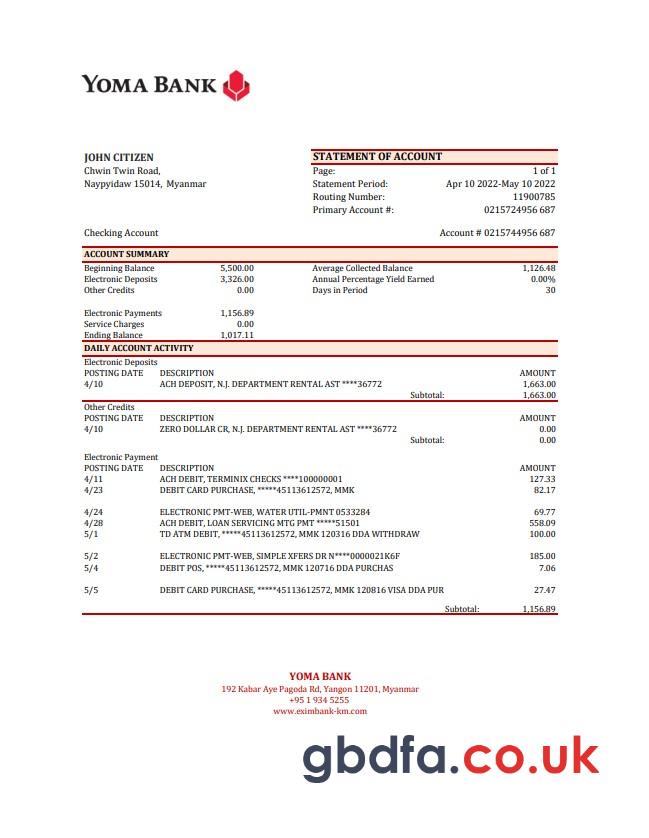 YOMA BANK
JOHN CITIZEN
Chwin Twin Road,
Naypyidaw 15014, Myanmar
STATEMENT OF ACCOUNT
Page: 1 of 1
Statement Period: Apr 10 2022-May 10 2022
Routing Number: 11900785
Primary Account #: 0215724956 687
Checking Account Account # 0215744956 687
ACCOUNT SUMMARY
Beginning Balance 5,500.00 Average Collected Balance 1,126.48
Electronic Deposits 3,326.00 Annual Percentage Yield Earned 0.00%
Other Credits 0.00 Days in Period 30
Electronic Payments 1,156.89
Service Charges 0.00
Ending Balance 1,017.11
DAILY ACCOUNT ACTIVITY
Electronic Deposits
POSTING DATE DESCRIPTION AMOUNT
4/10 ACH DEPOSIT, N.J. DEPARTMENT RENTAL AST ****36772 1,663.00
Subtotal: 1,663.00
Other Credits
POSTING DATE DESCRIPTION AMOUNT
4/10 ZERO DOLLAR CR, N.J. DEPARTMENT RENTAL AST ****36772 0.00
Subtotal: 0.00
Electronic Payment
POSTING DATE DESCRIPTION AMOUNT
4/11 ACH DEBIT, TERMINIX CHECKS ****100000001 127.33
4/23 DEBIT CARD PURCHASE, *****45113612572, MMK 82.17
4/24 ELECTRONIC PMT-WEB, WATER UTIL-PMNT 0533284 69.77
4/28 ACH DEBIT, LOAN SERVICING MTG PMT *****51501 558.09
5/1 TD ATM DEBIT, *****45113612572, MMK 120316 DDA WITHDRAW 100.00
5/2 ELECTRONIC PMT-WEB, SIMPLE XFERS DR N****0000021K6F 185.00
5/4 DEBIT POS, *****45113612572, MMK 120716 DDA PURCHAS 7.06
5/5 DEBIT CARD PURCHASE, *****45113612572, MMK 120816 VISA DDA PUR 27.47
Subtotal: 1,156.89
YOMA BANK
192 Kabar Aye Pagoda Rd, Yangon 11201, Myanmar
+95 1 934 5255
www.eximbank-km.com
gbdfa.co.uk